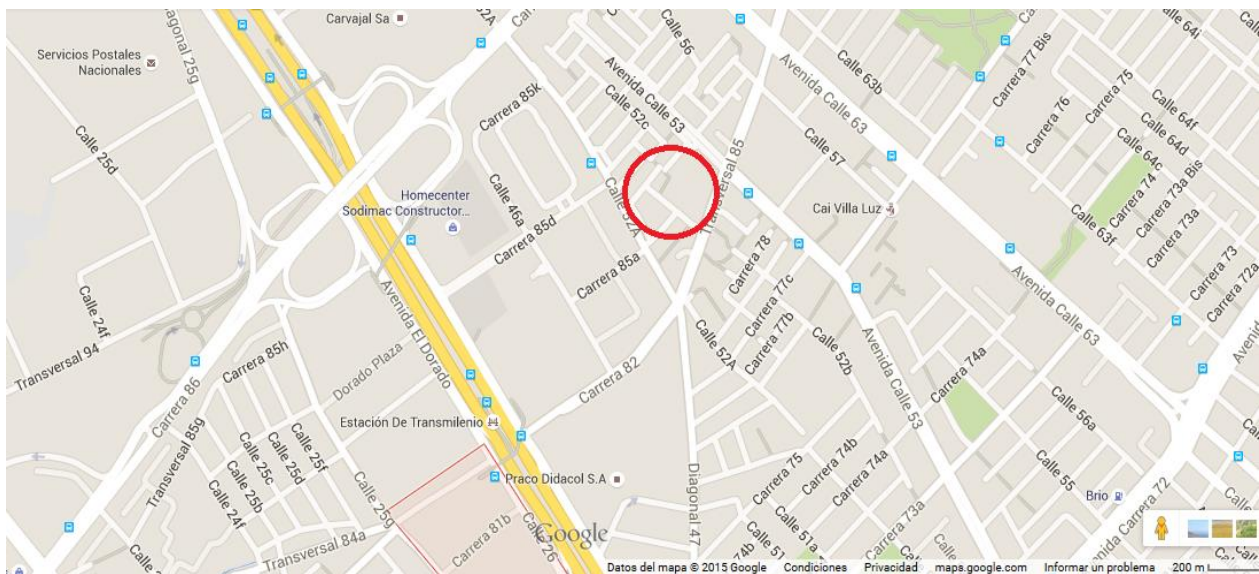 Carvajal Sa
Servicios Postales
Nacionales
Diagonal 25g
Calle 25d
52A
Calle 56
Avenida Calle 53
Calle 52c
Carrera 85k
Avenida Calle 63
Calle 63b
Carrera 77 Bis
Calle 64i
Carrera 75
Carrera 76
Calle 64f
Calle 64d
Calle 64c
Carrera 74
Carrera 73a Bis
Calle 57
Transversal 85
Homecenter
Sodimac Constructor...
Calle 46a
Carrera 85d
Calle 52A
Cai Villa Luz
Calle 63f
Carrera 73a
Carrera 73
Carrera 72a
Carrera 85a
Carrera 78
Carrera 77c
Carrera 77b
Avenida Calle 63
Calle 24f
Avenida El Dorado
Transversal 94
Carrera 85h
Dorado Plaza
Carrera 82
Calle 52A
Calle 52b
Avenida Calle 53
Carrera 74a
Carrera 86
Transversal 85g
Calle 25f
Calle 25d
Calle 25c
Calle 25b
Calle 24f
Estación De Transmilenio
Calle 56a
Calle 55
Carrera 74b
Carrera 74a
Carrera 75
Praco Didacol S.A
Diagonal 47
Calle 25g
Brio
Avenida Carrera 72
Carrera 73a
Carrera 81b
Calle 26
Transversal 84a
Calle 22
Google
74b
Calle 51
Calle 51a
Datos del mapa © 2015 Google
Condiciones
Privacidad
maps.google.com
Informar un problema
200 m